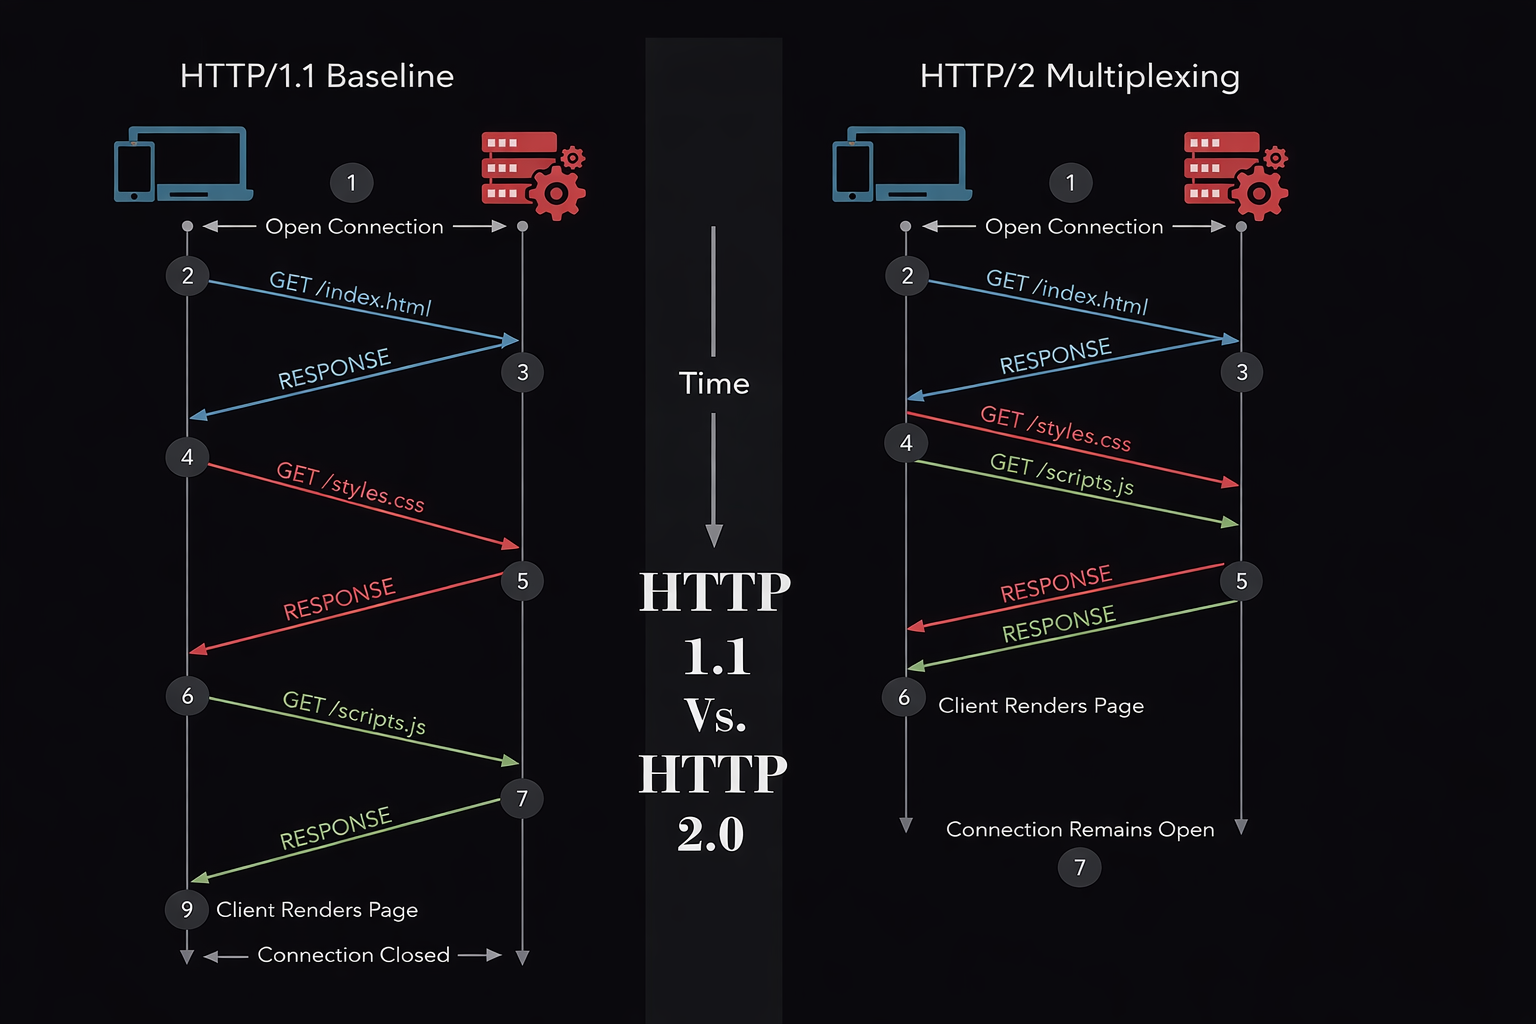 HTTP/1.1 Baseline
1
Open Connection
2
GET /index.html
RESPONSE
3
4
GET /styles.css
5
RESPONSE
6
GET /scripts.js
7
RESPONSE
9 Client Renders Page
Connection Closed
Time
HTTP
1.1
Vs.
HTTP
2.0
HTTP/2 Multiplexing
1
Open Connection
2
GET /index.html
RESPONSE
3
GET /styles.css
4
GET /scripts.js
5
RESPONSE
RESPONSE
6 Client Renders Page
Connection Remains Open
7